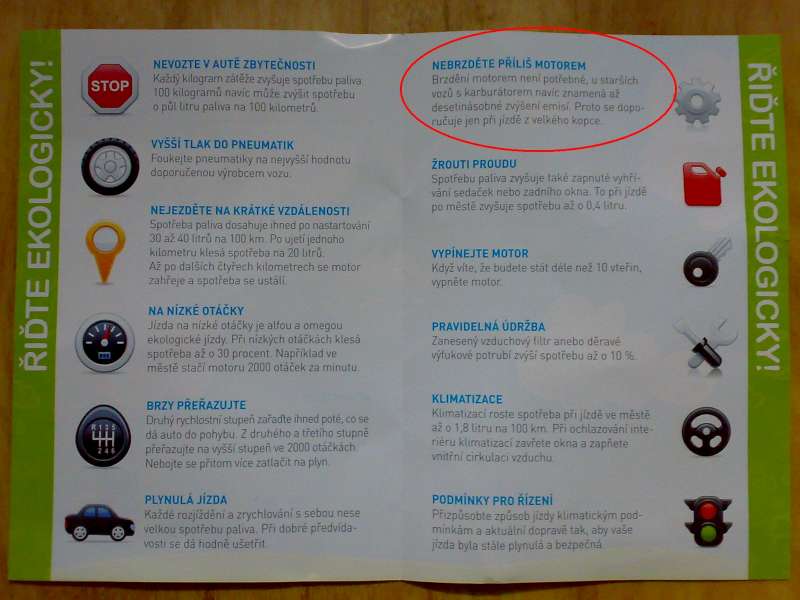 ŘIĎTE EKOLOGICKY!
STOP
NEVOZTE V AUTĚ ZBYTEČNOSTI
Každý kilogram zátěže zvyšuje spotřebu paliva:
100 kilogramů navíc může zvýšit spotřebu
o půl litru paliva na 100 kilometrů.
VYŠŠÍ TLAK DO PNEUMATIK
Foukejte pneumatiky na nejvyšší hodnotu
doporučenou výrobcem vozu.
NEJEZDĚTE NA KRÁTKÉ VZDÁLENOSTI
Spotřeba paliva dosahuje ihned po nastartování
30 až 40 litrů na 100 km. Po ujetí jednoho
kilometru klesá spotřeba na 20 litrů.
Až po dalších čtyřech kilometrech se motor
zahřeje a spotřeba se ustálí.
NA NÍZKÉ OTÁČKY
Jízda na nízké otáčky je alfou a omegou
ekologické jízdy. Při nízkých otáčkách klesá
spotřeba až o 30 procent. Například ve
městě stačí motoru 2000 otáček za minutu.
R 1 3 5
2 4 6
BRZY PŘEŘAZUJTE
Druhý rychlostní stupeň zařaďte ihned poté, co se
dá auto do pohybu. Z druhého a třetího stupně
přeřazujte na vyšší stupeň ve 2000 otáčkách.
Nebojte se přitom více zatlačit na plyn.
PLYNULÁ JÍZDA
Každé rozjíždění a zrychlování s sebou nese
velkou spotřebu paliva. Při dobré předvída-
vosti se dá hodně ušetřit.
NEBRZDĚTE PŘÍLIŠ MOTOREM
Brzdění motorem není potřebné, u starších
vozů s karburátorem navíc znamená až
desetinásobné zvýšení emisí. Proto se dopo-
ručuje jen při jízdě z velkého kopce.
ŽROUTI PROUDU
Spotřebu paliva zvyšuje také zapnuté vyhří-
vání sedaček nebo zadního okna. To při jízdě
po městě zvyšuje spotřebu až o 0,4 litru.
VYPÍNEJTE MOTOR
Když víte, že budete stát déle než 10 vteřin,
vypněte motor.
PRAVIDELNÁ ÚDRŽBA
Zanesený vzduchový filtr anebo děravé
výfukové potrubí zvýší spotřebu až o 10 %.
KLIMATIZACE
Klimatizací roste spotřeba při jízdě ve městě
až o 1,8 litru na 100 km. Při ochlazování inte-
riéru klimatizací zavřete okna a zapněte
vnitřní cirkulaci vzduchu.
PODMÍNKY PRO ŘÍZENÍ
Přizpůsobte způsob jízdy klimatickým pod-
mínkám a aktuální dopravě tak, aby vaše
jízda byla stále plynulá a bezpečná.
ŘIĎTE EKOLOGICKY!